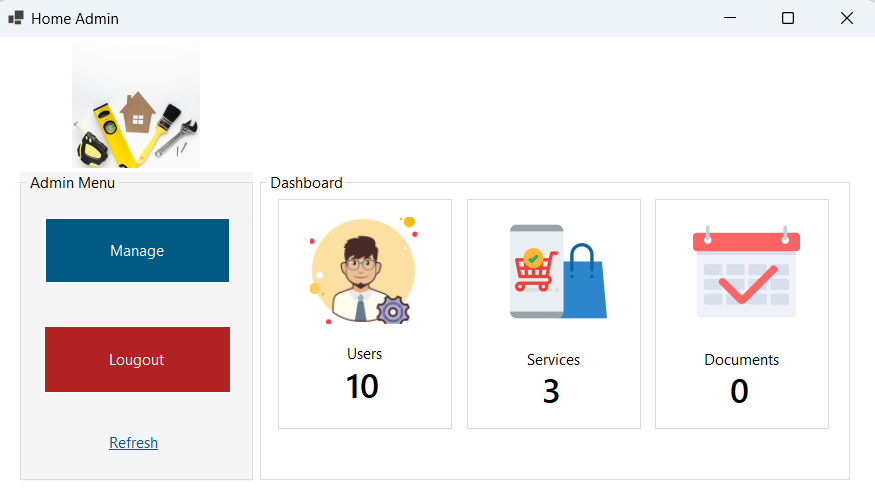 Home Admin
Admin Menu
Manage
Lougout
Refresh
Dashboard
Users
10
Services
3
Documents
0